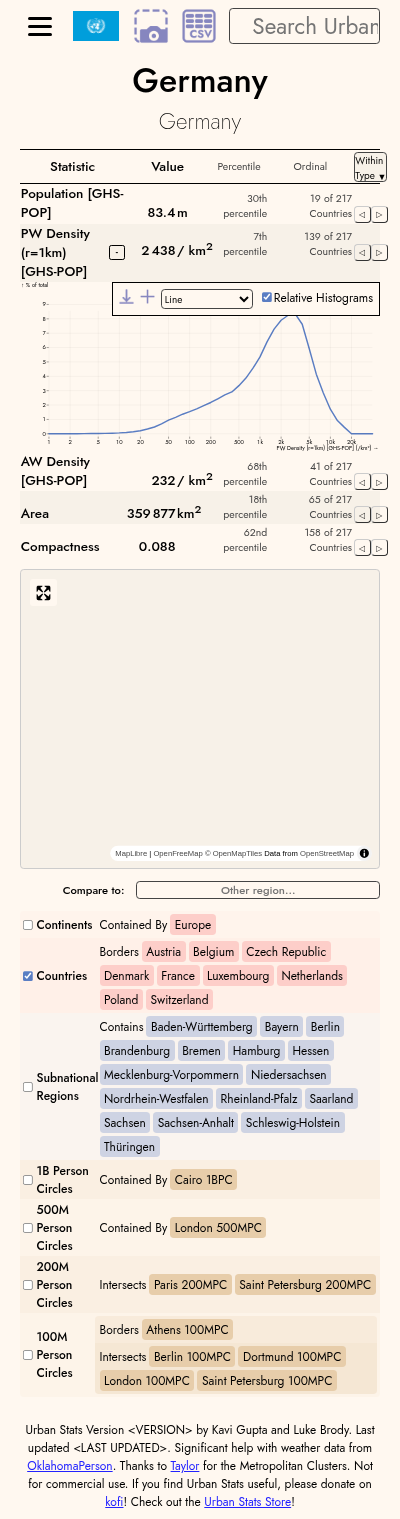 CSV
Search Urban
Germany
Germany
Statistic Value Percentile Ordinal Within Type ▼
Population [GHS-POP] 83.4 m 30th percentile 19 of 217 Countries ◁ ▷
PW Density (r=1km) [GHS-POP] - 2 438 / km² 7th percentile 139 of 217 Countries ◁ ▷
↑ % of total
Line Relative Histograms
9
8
7
6
5
4
3
2
1
0
1 2 5 10 20 50 100 200 500 1k 2k 5k 10k 20k
PW Density (r=1km) [GHS-POP] (/km²) →
AW Density [GHS-POP] 232 / km² 68th percentile 41 of 217 Countries ◁ ▷
Area 359 877 km² 18th percentile 65 of 217 Countries ◁ ▷
Compactness 0.088 62nd percentile 158 of 217 Countries ◁ ▷
MapLibre | OpenFreeMap © OpenMapTiles Data from OpenStreetMap
Compare to: Other region...
Continents Contained By Europe
Countries Borders Austria Belgium Czech Republic
Denmark France Luxembourg Netherlands
Poland Switzerland
Subnational Regions Contains Baden-Württemberg Bayern Berlin
Brandenburg Bremen Hamburg Hessen
Mecklenburg-Vorpommern Niedersachsen
Nordrhein-Westfalen Rheinland-Pfalz Saarland
Sachsen Sachsen-Anhalt Schleswig-Holstein
Thüringen
1B Person Circles Contained By Cairo 1BPC
500M Person Circles Contained By London 500MPC
200M Person Circles Intersects Paris 200MPC Saint Petersburg 200MPC
100M Person Circles Borders Athens 100MPC
Intersects Berlin 100MPC Dortmund 100MPC
London 100MPC Saint Petersburg 100MPC
Urban Stats Version <VERSION> by Kavi Gupta and Luke Brody. Last
updated <LAST UPDATED>. Significant help with weather data from
OklahomaPerson. Thanks to Taylor for the Metropolitan Clusters. Not
for commercial use. If you find Urban Stats useful, please donate on
kofi! Check out the Urban Stats Store!